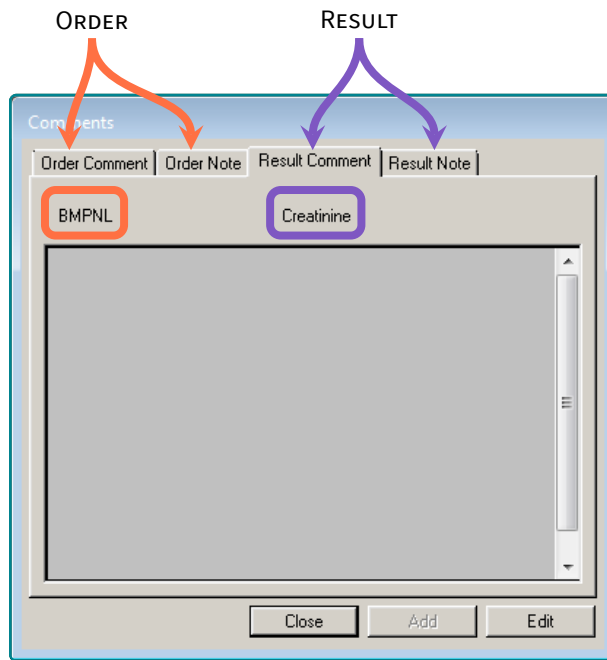 ORDER RESULT
Comments
Order Comment Order Note Result Comment Result Note
BMPNL Creatinine
Close Add Edit